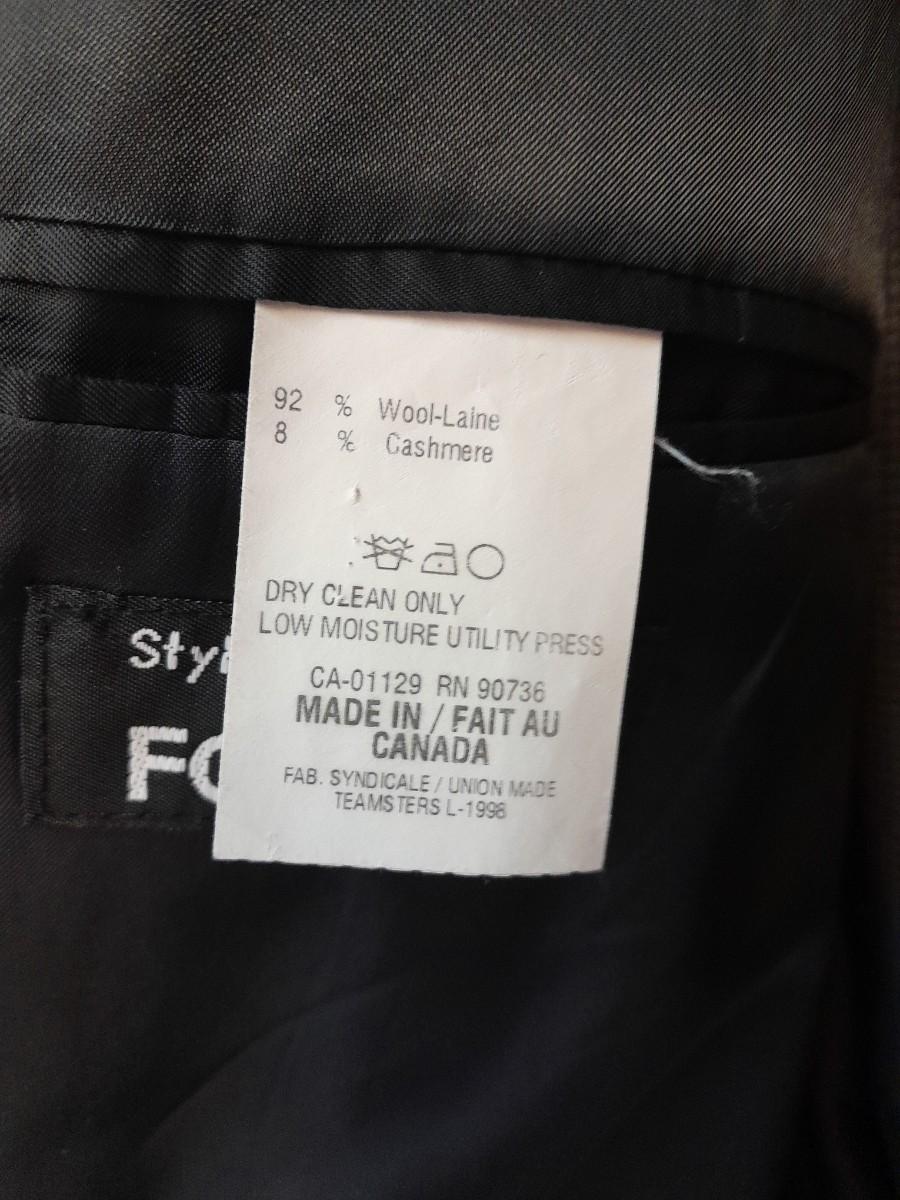 92 % Wool-Laine
8 % Cashmere
DRY CLEAN ONLY
LOW MOISTURE UTILITY PRESS
CA-01129 RN 90736
MADE IN / FAIT AU
CANADA
FAB. SYNDICALE / UNION MADE
TEAMSTERS L-1998